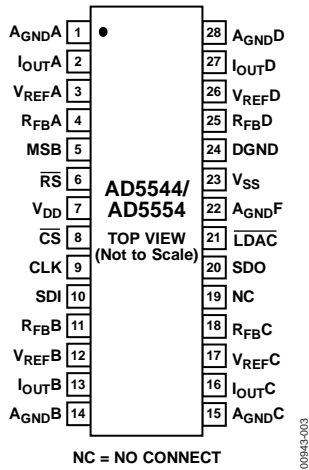 AGNDA 1
IOUTA 2
VREFA 3
RFBA 4
MSB 5
RS 6
VDD 7
CS 8
CLK 9
SDI 10
RFBB 11
VREFB 12
IOUTB 13
AGNDB 14
AD5544/
AD5554
TOP VIEW
(Not to Scale)
28 AGNDD
27 IOUTD
26 VREFD
25 RFBD
24 DGND
23 VSS
22 AGNDF
21 LDAC
20 SDO
19 NC
18 RFBC
17 VREFC
16 IOUTC
15 AGNDC
NC = NO CONNECT
00943-003